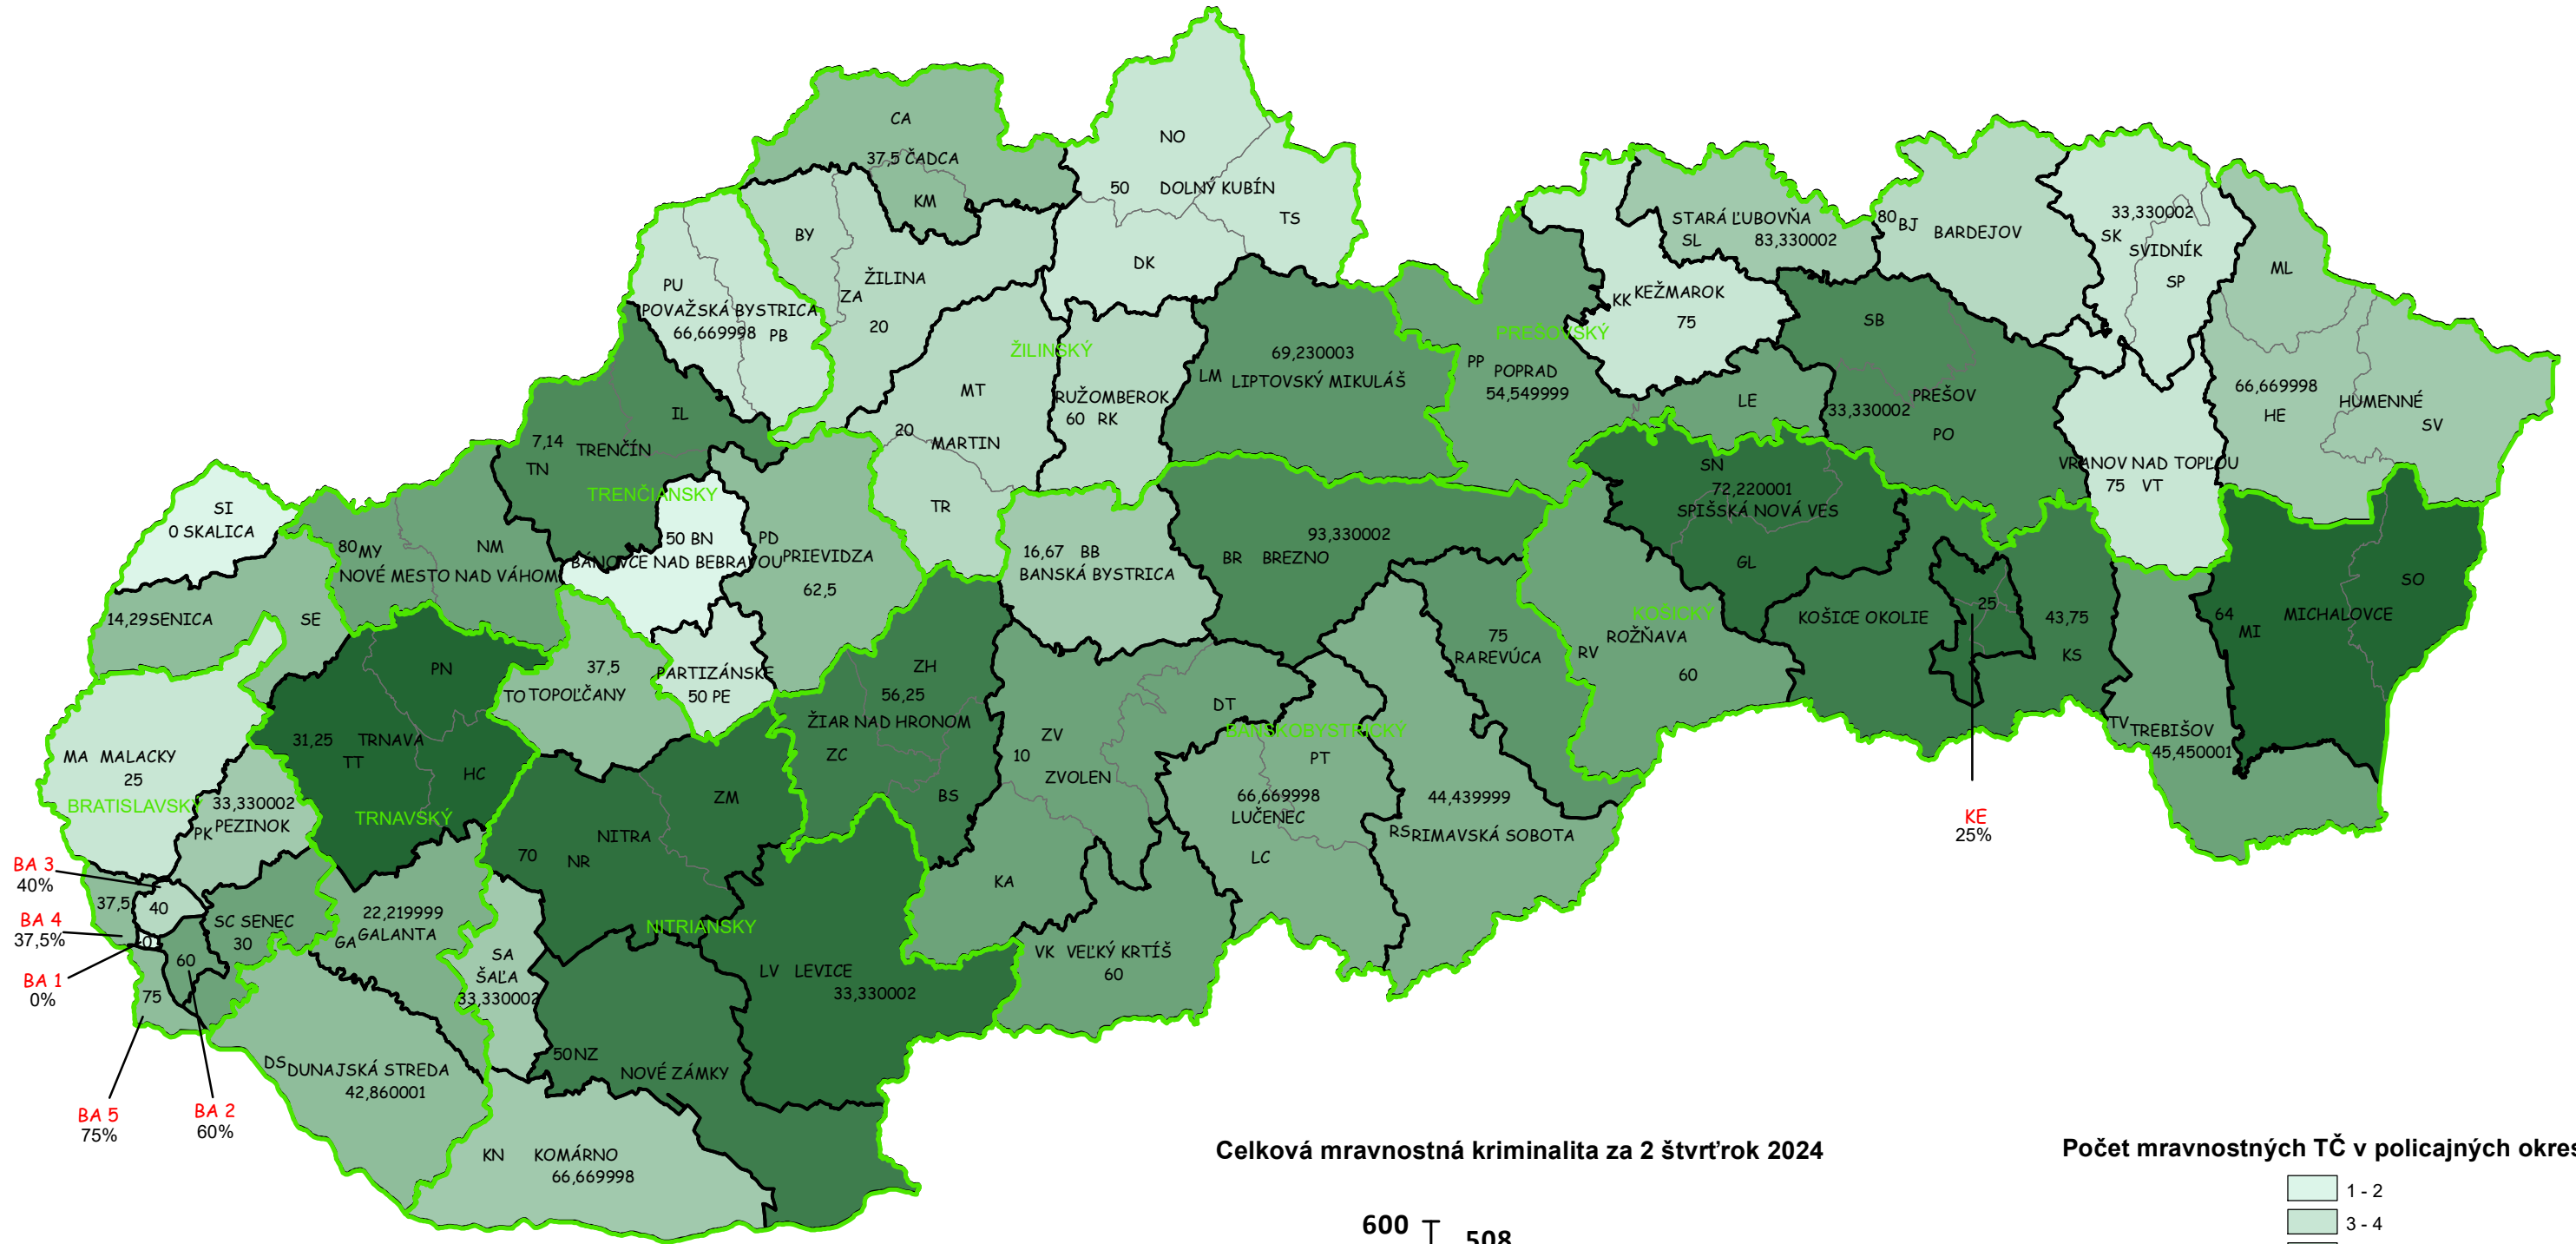 CA
37,5 ČADCA
KM
NO
50 DOLNÝ KUBÍN
TS
DK
BY
ŽILINA
ZA
20
PU
POVAŽSKÁ BYSTRICA
66,669998 PB
ŽILINSKÝ
MT
20
MARTIN
TR
RUŽOMBEROK
60 RK
69,230003
LM LIPTOVSKÝ MIKULÁŠ
PREŠOVSKÝ
PP
POPRAD
54,549999
LE
KK KEŽMAROK
75
STARÁ ĽUBOVŇA
SL 83,330002
80 BJ
BARDEJOV
33,330002
SK
SVIDNÍK
SP
ML
66,669998
HE
HUMENNÉ
SV
SB
PREŠOV
33,330002
PO
VRANOV NAD TOPĽOU
75 VT
IL
7,14
TRENČÍN
TN
TRENČIANSKY
SI
0 SKALICA
14,29 SENICA
SE
80 MY
NM
NOVÉ MESTO NAD VÁHOM
50 BN
BÁNOVCE NAD BEBRAVOU
PD
PRIEVIDZA
62,5
PARTIZÁNSKE
50 PE
37,5
TO TOPOĽČANY
16,67 BB
BANSKÁ BYSTRICA
93,330002
BR BREZNO
SN
72,220001
SPIŠSKÁ NOVÁ VES
GL
KOŠICKÝ
ROŽŇAVA
RV
60
75
RA REVÚCA
KOŠICE OKOLIE
25
43,75
KS
64
MI
MICHALOVCE
SO
TV
TREBIŠOV
45,450001
KE
25%
PN
31,25 TRNAVA
TT
HC
TRNAVSKÝ
MA MALACKY
25
BRATISLAVSKÝ
33,330002
PK PEZINOK
BA 3
40%
BA 4
37,5%
BA 1
0%
BA 5
75%
BA 2
60%
37,5
40
0
60
75
SC SENEC
30
22,219999
GA GALANTA
ZH
56,25
ŽIAR NAD HRONOM
ZC
BS
ZM
NITRA
70
NR
NITRIANSKY
SA
ŠAĽA
33,330002
LV LEVICE
33,330002
50 NZ
NOVÉ ZÁMKY
DS DUNAJSKÁ STREDA
42,860001
KN KOMÁRNO
66,669998
DT
ZV
10
ZVOLEN
KA
BANSKOBYSTRICKÝ
PT
66,669998
LUČENEC
LC
44,439999
RS RIMAVSKÁ SOBOTA
VK VEĽKÝ KRTÍŠ
60
Celková mravnostná kriminalita za 2 štvrťrok 2024
600
508
Počet mravnostných TČ v policajných okres
1 - 2
3 - 4